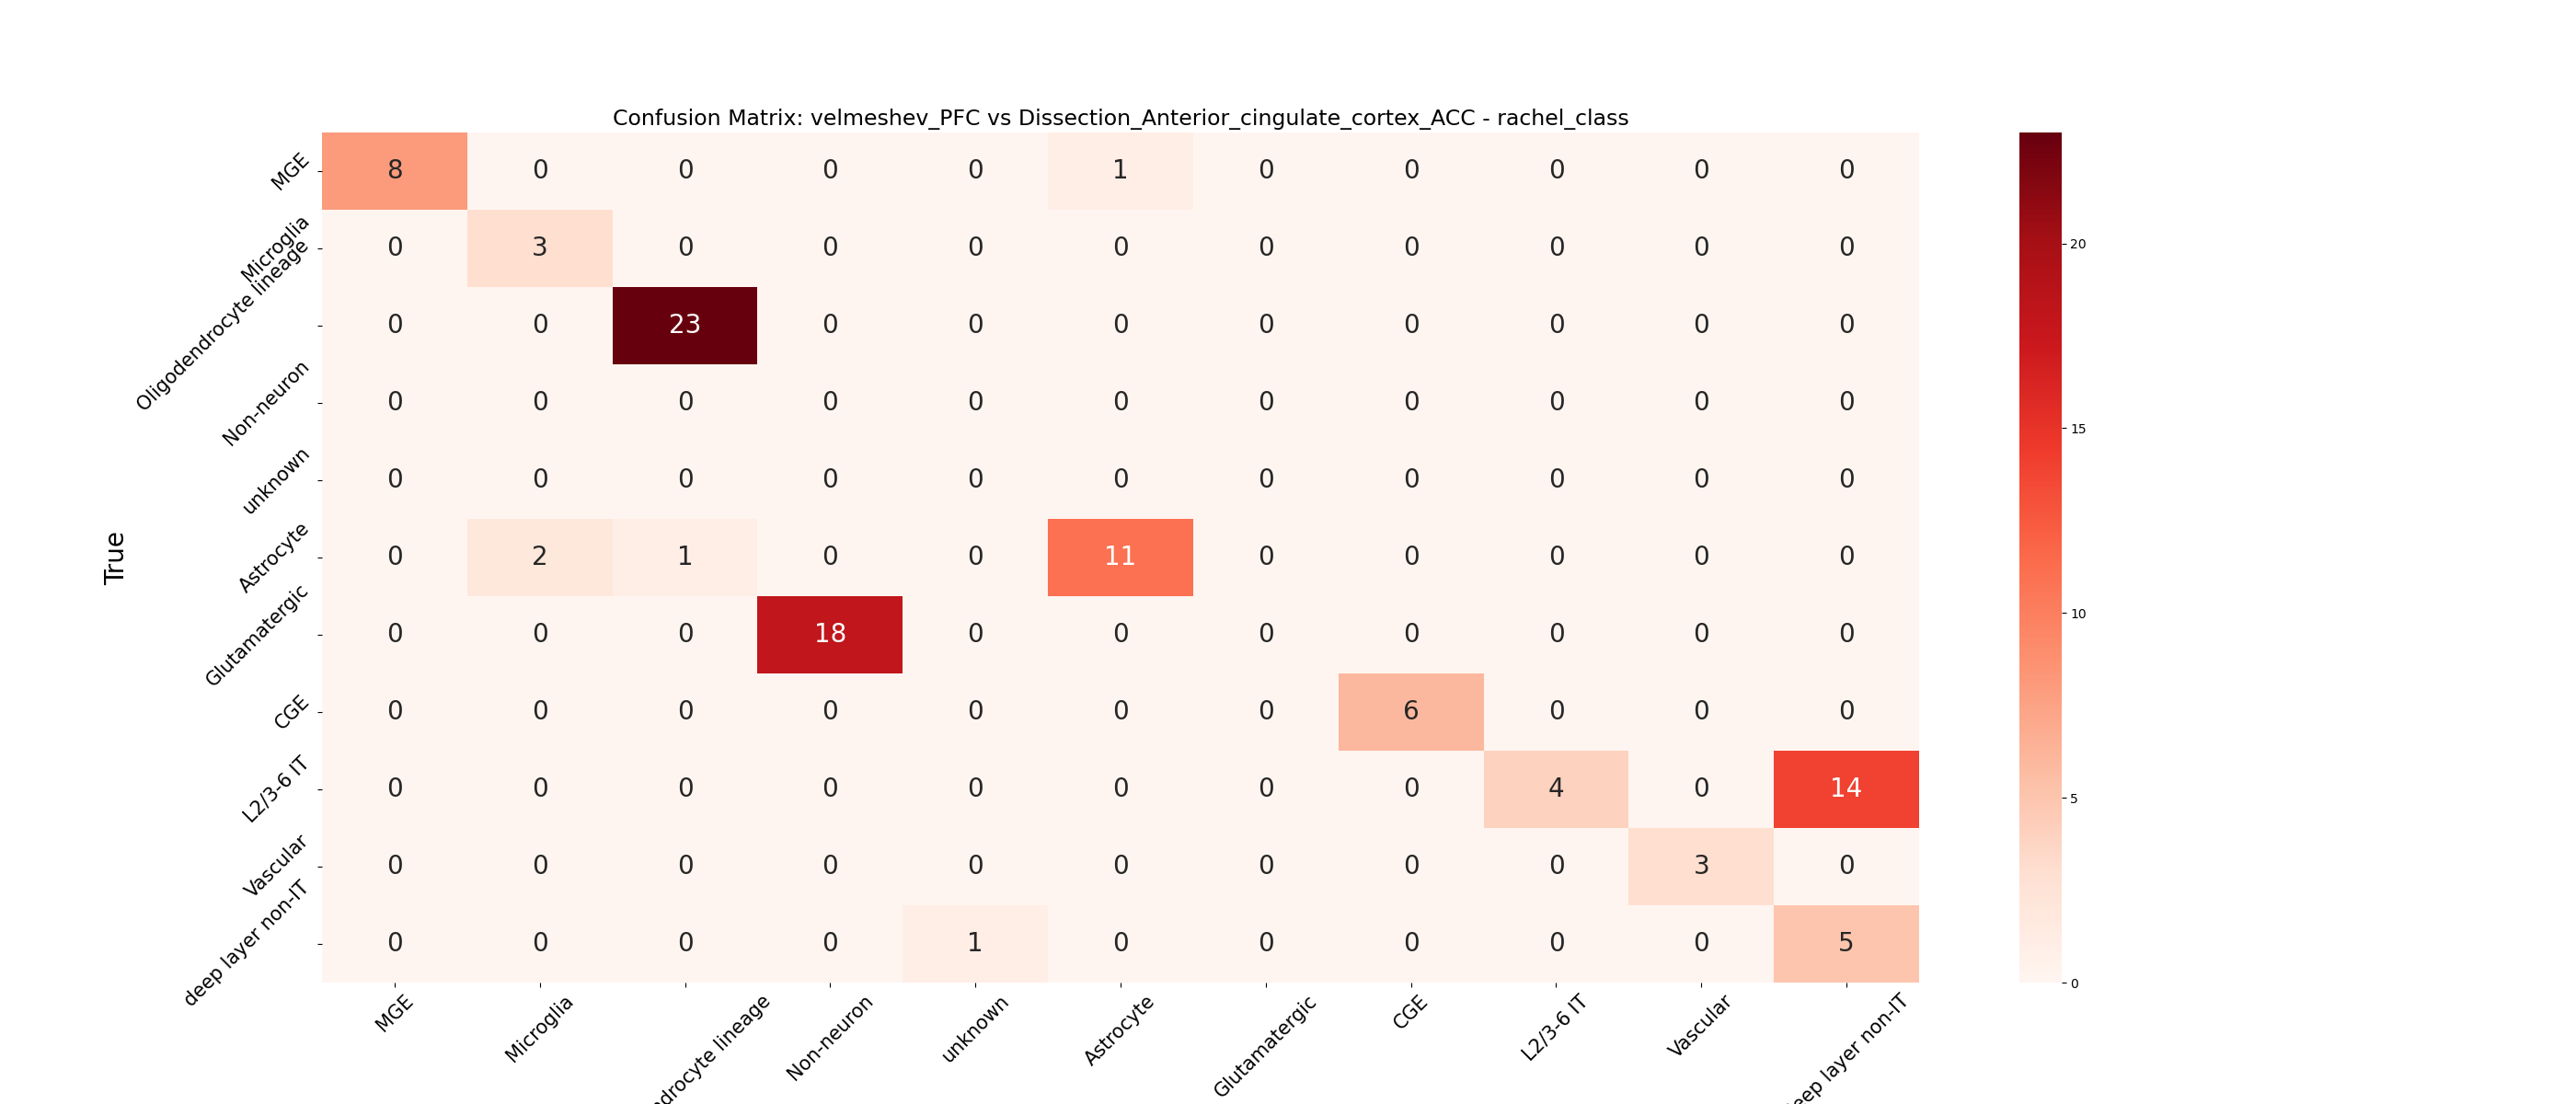 Confusion Matrix: velmeshev_PFC vs Dissection_Anterior_cingulate_cortex_ACC - rachel_class
True
MGE 8 0 0 0 0 1 0 0 0 0 0
Microglia 0 3 0 0 0 0 0 0 0 0 0
Oligodendrocyte lineage 0 0 23 0 0 0 0 0 0 0 0
Non-neuron 0 0 0 0 0 0 0 0 0 0 0
unknown 0 0 0 0 0 0 0 0 0 0 0
Astrocyte 0 2 1 0 0 11 0 0 0 0 0
Glutamatergic 0 0 0 18 0 0 0 0 0 0 0
CGE 0 0 0 0 0 0 0 6 0 0 0
L2/3-6 IT 0 0 0 0 0 0 0 0 4 0 14
Vascular 0 0 0 0 0 0 0 0 0 3 0
deep layer non-IT 0 0 0 0 1 0 0 0 0 0 5
MGE
Microglia
ndrocyte lineage
Non-neuron
unknown
Astrocyte
Glutamatergic
CGE
L2/3-6 IT
Vascular
eep layer non-IT
20
15
10
5
0